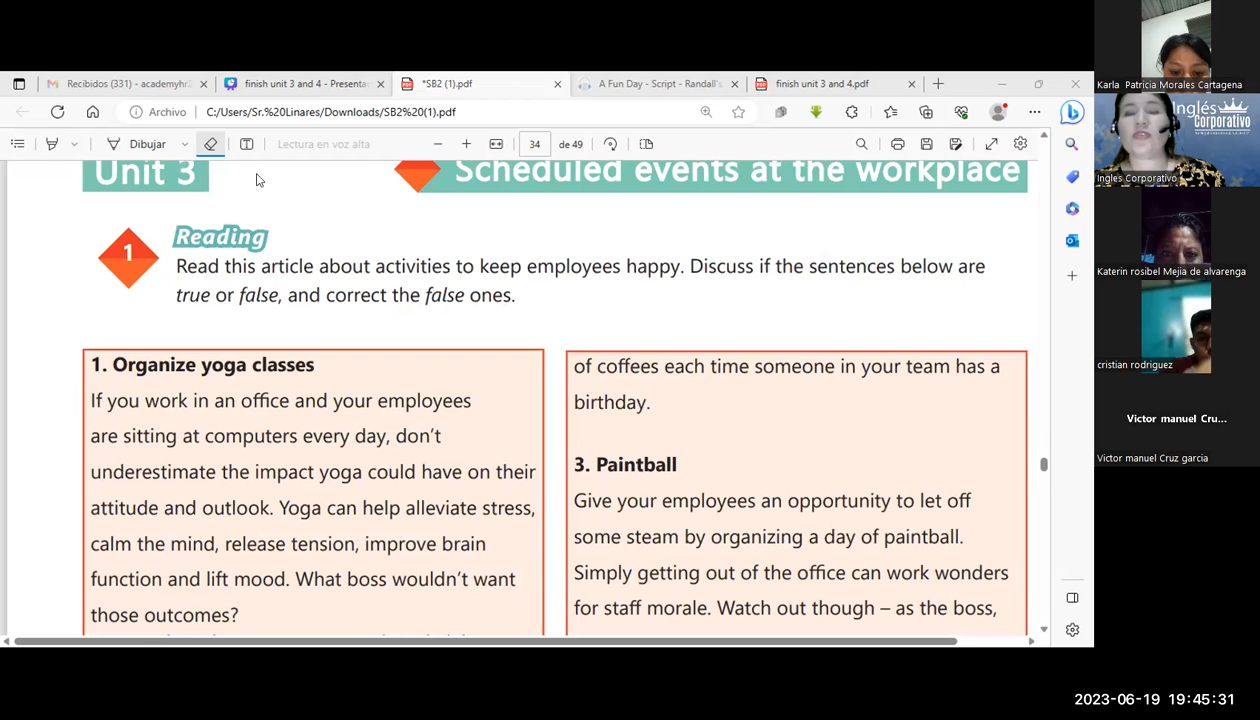 Recibidos (331) - academyhr2
finish unit 3 and 4 - Presenta
*SB2 (1).pdf
A Fun Day - Script - Randall's
finish unit 3 and 4.pdf
Archivo
C:/Users/Sr.%20Linares/Downloads/SB2%20(1).pdf
Dibujar
Lectura en voz alta
34
de 49
Unit 3
Scheduled events at the workplace
1
Reading
Read this article about activities to keep employees happy. Discuss if the sentences below are
true or false, and correct the false ones.
1. Organize yoga classes
If you work in an office and your employees
are sitting at computers every day, don't
underestimate the impact yoga could have on their
attitude and outlook. Yoga can help alleviate stress,
calm the mind, release tension, improve brain
function and lift mood. What boss wouldn't want
those outcomes?
of coffees each time someone in your team has a
birthday.
3. Paintball
Give your employees an opportunity to let off
some steam by organizing a day of paintball.
Simply getting out of the office can work wonders
for staff morale. Watch out though – as the boss,
Karla Patricia Morales Cartagena
Inglés
Corporativo
Ingles Corporativo
Katerin rosibel Mejia de alvarenga
cristian rodriguez
Victor manuel Cru...
Victor manuel Cruz garcia
2023-06-19 19:45:31